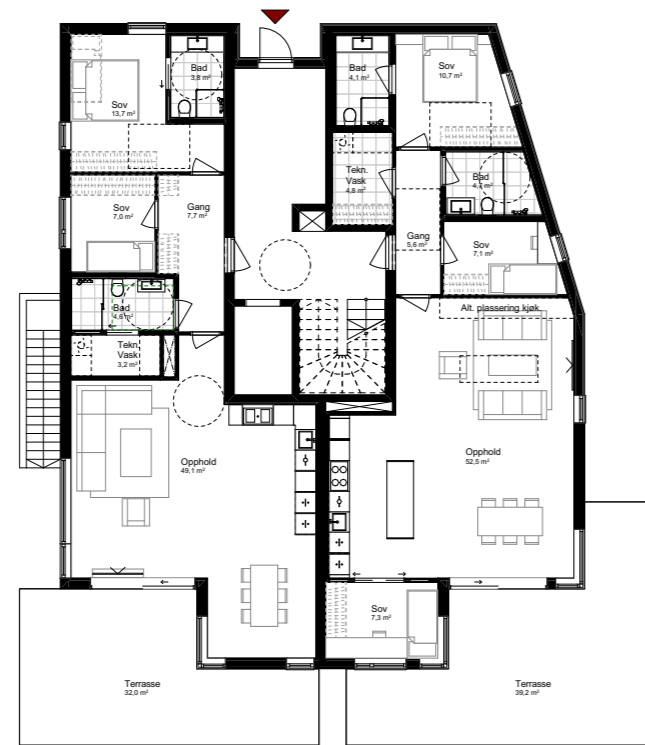 Bad
3,8 m²
Sov
13,7 m²
Bad
4,1 m²
Sov
10,7 m²
Tekn.
Vask
4,8 m²
Bad
Sov
7,0 m²
Gang
7,7 m²
Gang
5,6 m²
Sov
7,1 m²
Bad
4,6 m²
Alt. plassering kjøk.
Tekn.
Vask
3,2 m²
Opphold
49,1 m²
Opphold
52,5 m²
Sov
7,3 m²
Terrasse
32,0 m²
Terrasse
39,2 m²